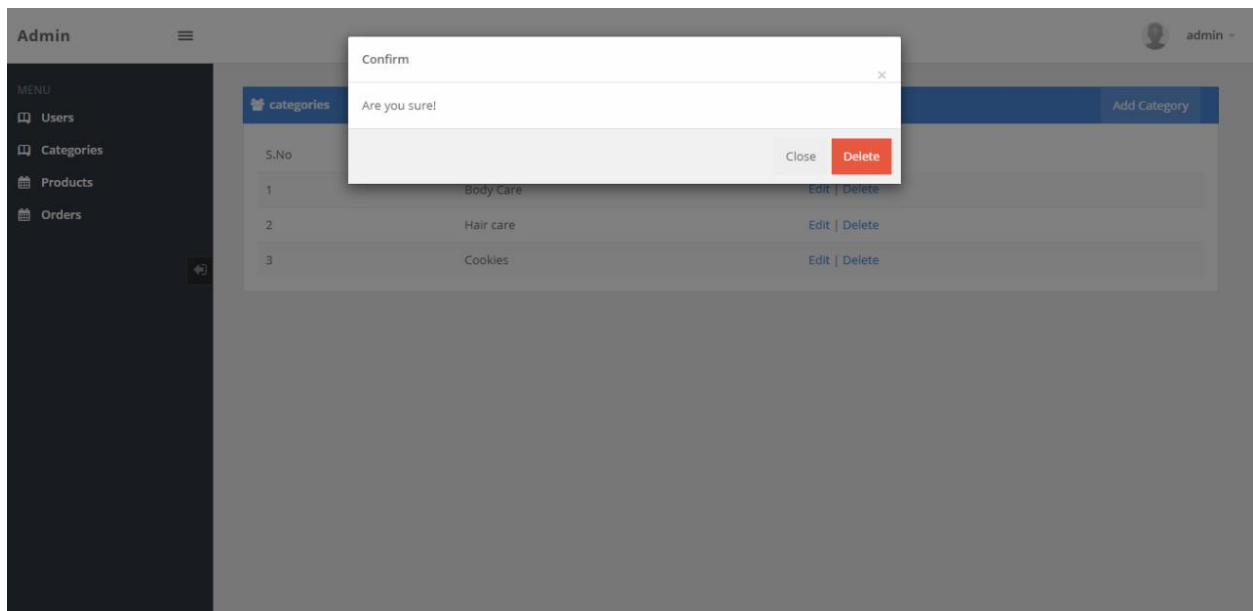 Admin
admin
Confirm
×
Are you sure!
Close Delete
MENU
Users
Categories
Products
Orders
categories Add Category
S.No
1 Body Care Edit | Delete
2 Hair care Edit | Delete
3 Cookies Edit | Delete